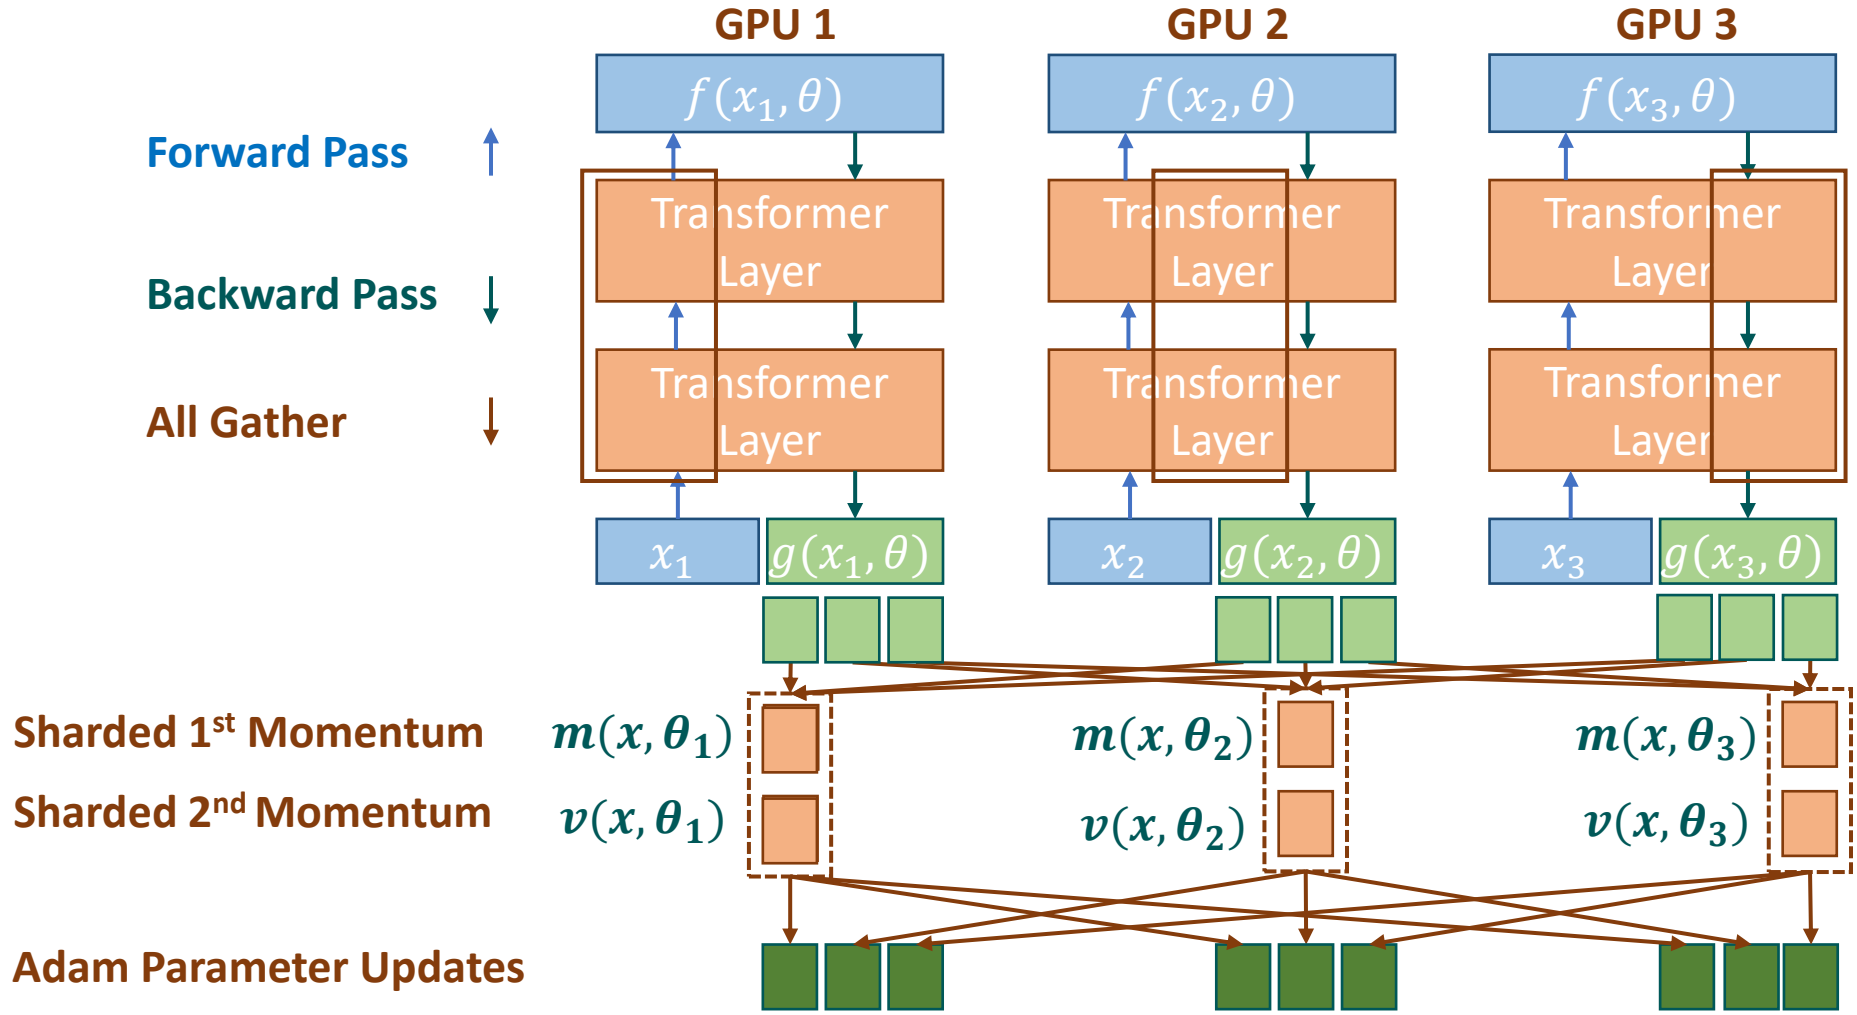 GPU 1 GPU 2 GPU 3
f(x₁, θ) f(x₂, θ) f(x₃, θ)
Forward Pass
Transformer Layer Transformer Layer Transformer Layer
Backward Pass
Transformer Layer Transformer Layer Transformer Layer
All Gather
x₁ g(x₁, θ) x₂ g(x₂, θ) x₃ g(x₃, θ)
Sharded 1st Momentum m(x, θ₁) m(x, θ₂) m(x, θ₃)
Sharded 2nd Momentum v(x, θ₁) v(x, θ₂) v(x, θ₃)
Adam Parameter Updates